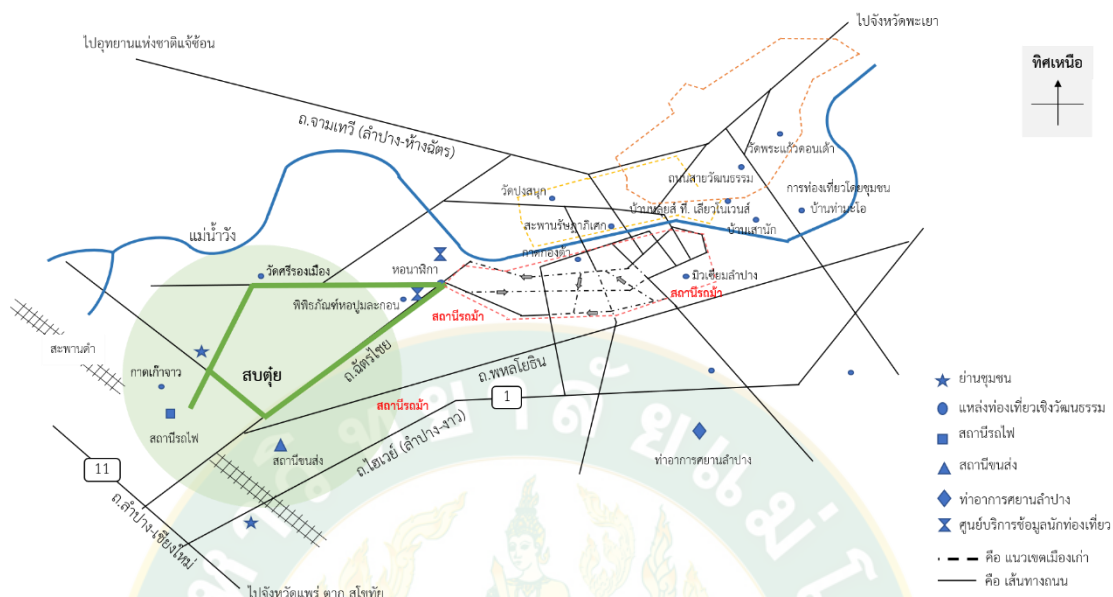 ไปจังหวัดพะเยา
ไปอุทยานแห่งชาติแจ้ซ้อน
ทิศเหนือ
ถ.จามเทวี (ลำปาง-ห้างฉัตร)
วัดพระแก้วดอนเต้า
ถนนสายวัฒนธรรม
การท่องเที่ยวโดยชุมชน
บ้านท่ามะโอ
วัดปงสนุก
บ้านหลุยส์ ที. เลียวโนเวนส์
บ้านเสานัก
สะพานรัษฎาภิเศก
แม่น้ำวัง
กาดกองต้า
หอนาฬิกา
วัดศรีรองเมือง
มิวเซียมลำปาง
สถานีรถม้า
พิพิธภัณฑ์หอปูมละกอน
สถานีรถม้า
สะพานดำ
ถ.ฉัตรไชย
ถ.พหลโยธิน
กาดเก๊าจาว
สบตุ๋ย
สถานีรถม้า
1
สถานีรถไฟ
สถานีขนส่ง
ถ.ไฮเวย์ (ลำปาง-งาว)
ท่าอากาศยานลำปาง
11
ถ.ลำปาง-เชียงใหม่
ไปจังหวัดแพร่ ตาก สุโขทัย
ย่านชุมชน
แหล่งท่องเที่ยวเชิงวัฒนธรรม
สถานีรถไฟ
สถานีขนส่ง
ท่าอากาศยานลำปาง
ศูนย์บริการข้อมูลนักท่องเที่ยว
คือ แนวเขตเมืองเก่า
คือ เส้นทางถนน